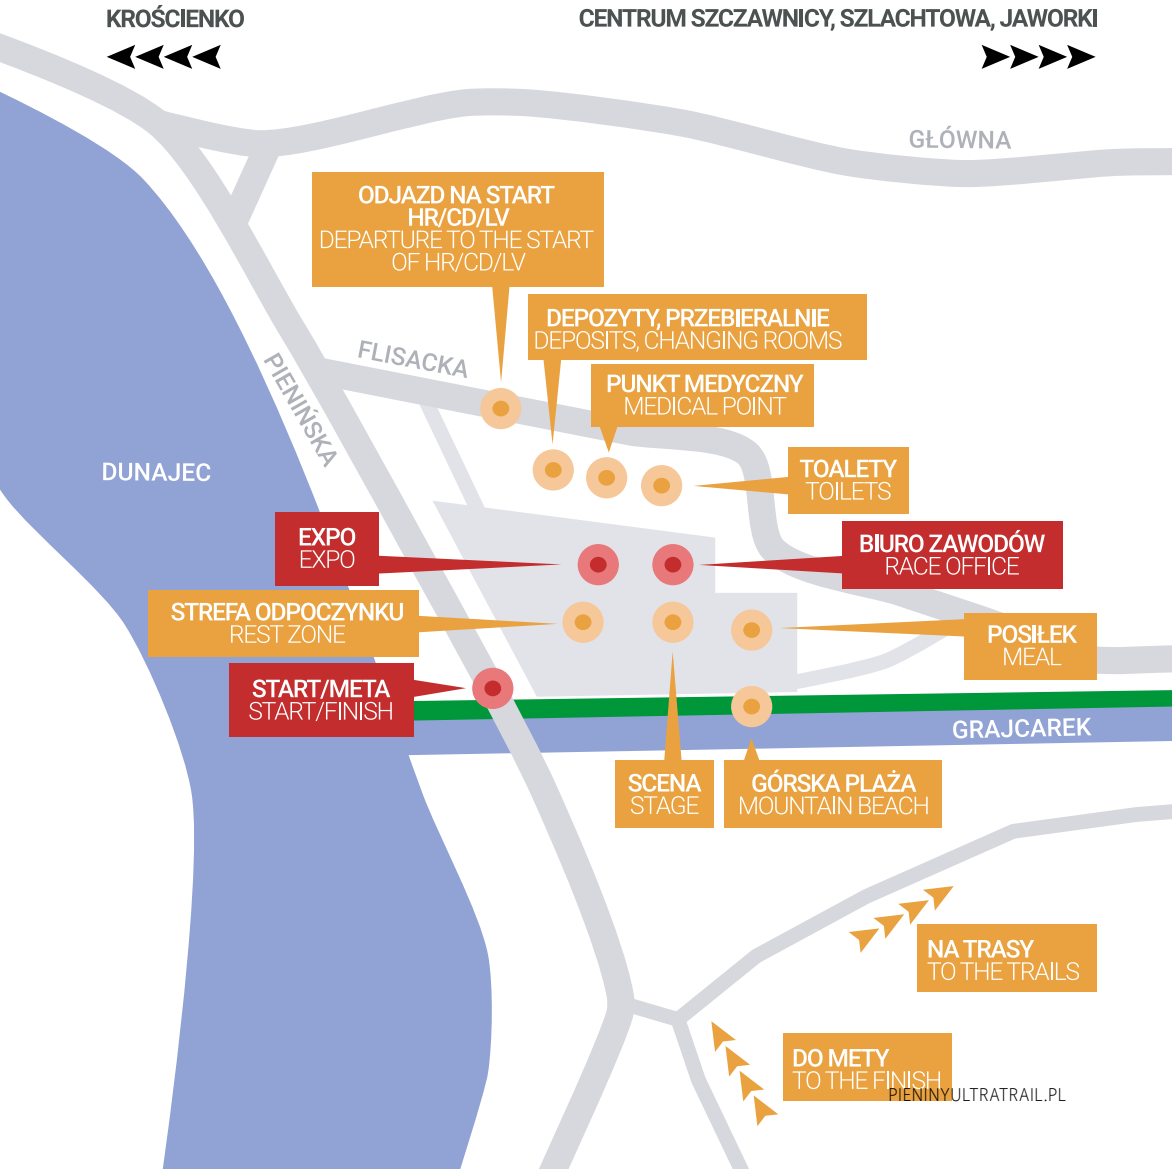 KROŚCIENKO
CENTRUM SZCZAWNICY, SZLACHTOWA, JAWORKI
GŁÓWNA
ODJAZD NA START
HR/CD/LV
DEPARTURE TO THE START
OF HR/CD/LV
DEPOZYTY, PRZEBIERALNIE
DEPOSITS, CHANGING ROOMS
FLISACKA
PIENIŃSKA
PUNKT MEDYCZNY
MEDICAL POINT
DUNAJEC
TOALETY
TOILETS
EXPO
EXPO
BIURO ZAWODÓW
RACE OFFICE
STREFA ODPOCZYNKU
REST ZONE
POSIŁEK
MEAL
START/META
START/FINISH
GRAJCAREK
SCENA
STAGE
GÓRSKA PLAŻA
MOUNTAIN BEACH
NA TRASY
TO THE TRAILS
DO METY
TO THE FINISH
PIENINYULTRATRAIL.PL